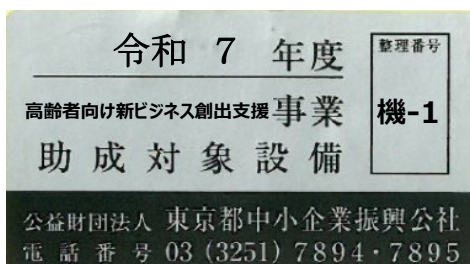 令和 7 年度
整理番号
高齢者向け新ビジネス創出支援事業
機-1
助成対象設備
公益財団法人 東京都中小企業振興公社
電話番号 03 (3251) 7894・7895